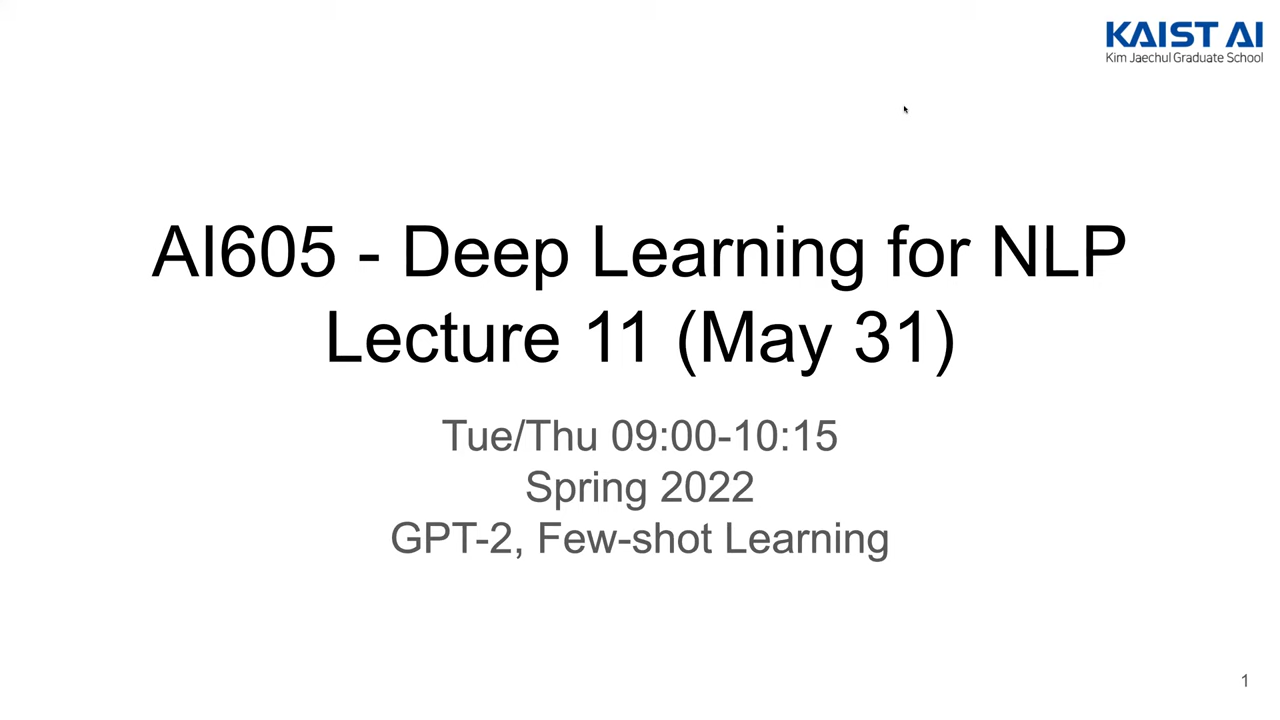 KAIST AI
Kim Jaechul Graduate School
AI605 - Deep Learning for NLP
Lecture 11 (May 31)
Tue/Thu 09:00-10:15
Spring 2022
GPT-2, Few-shot Learning
1